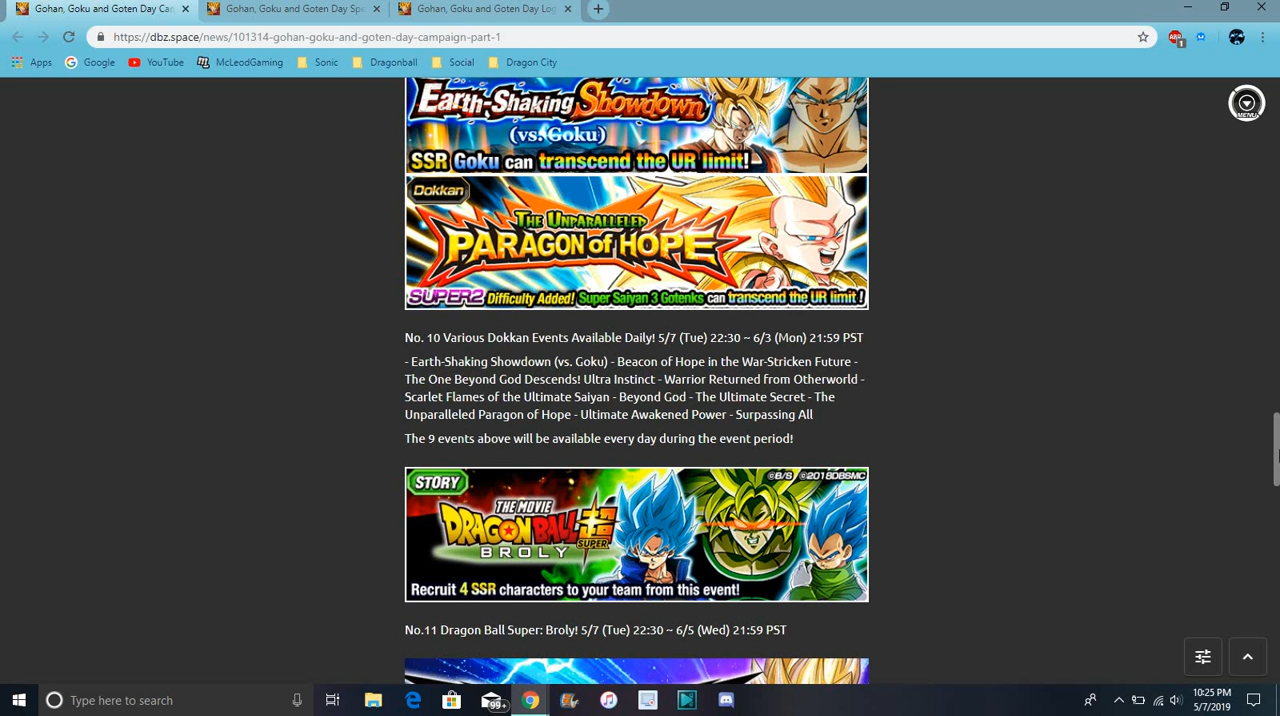 Gohan, Goku and Goten Day Ca
Gohan, Goku and Goten Day Spe
Gohan, Goku and Goten Day Log
https://dbz.space/news/101314-gohan-goku-and-goten-day-campaign-part-1
Apps
Google
YouTube
McLeodGaming
Sonic
Dragonball
Social
Dragon City
Earth-Shaking Showdown
(vs. Goku)
SSR Goku can transcend the UR limit!
MENU
Dokkan
THE UNPARALLELED
PARAGON of HOPE
SUPER2 Difficulty Added! Super Saiyan 3 Gotenks can transcend the UR limit !
No. 10 Various Dokkan Events Available Daily! 5/7 (Tue) 22:30 ~ 6/3 (Mon) 21:59 PST
- Earth-Shaking Showdown (vs. Goku) - Beacon of Hope in the War-Stricken Future -
The One Beyond God Descends! Ultra Instinct - Warrior Returned from Otherworld -
Scarlet Flames of the Ultimate Saiyan - Beyond God - The Ultimate Secret - The
Unparalleled Paragon of Hope - Ultimate Awakened Power - Surpassing All
The 9 events above will be available every day during the event period!
STORY
©B/S ©2018DBSMC
THE MOVIE
DRAGON BALL
SUPER
BROLY
Recruit 4 SSR characters to your team from this event!
No.11 Dragon Ball Super: Broly! 5/7 (Tue) 22:30 ~ 6/5 (Wed) 21:59 PST
Type here to search
99+
10:25 PM
5/7/2019